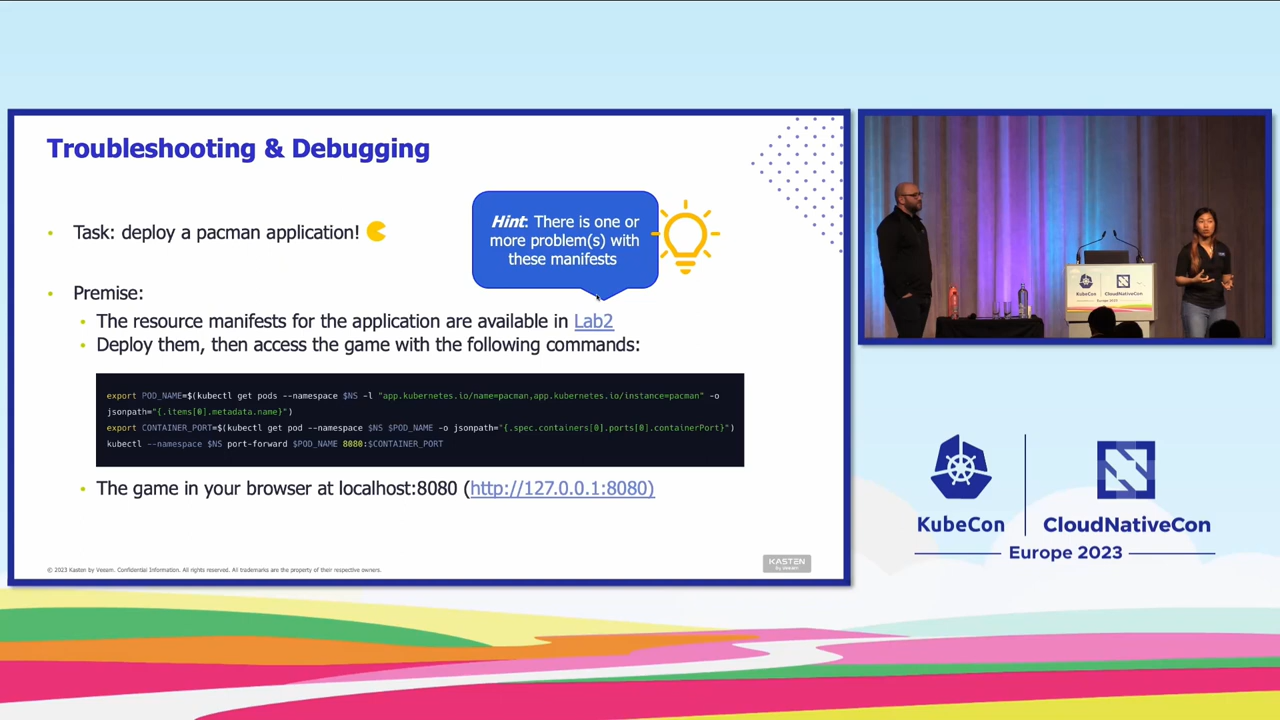 Troubleshooting & Debugging
Task: deploy a pacman application!
Hint: There is one or
more problem(s) with
these manifests
Premise:
The resource manifests for the application are available in Lab2
Deploy them, then access the game with the following commands:
export POD_NAME=$(kubectl get pods --namespace $NS -l "app.kubernetes.io/name=pacman,app.kubernetes.io/instance=pacman" -o
jsonpath="{.items[0].metadata.name}")
export CONTAINER_PORT=$(kubectl get pod --namespace $NS $POD_NAME -o jsonpath="{.spec.containers[0].ports[0].containerPort}")
kubectl --namespace $NS port-forward $POD_NAME 8080:$CONTAINER_PORT
The game in your browser at localhost:8080 (http://127.0.0.1:8080)
© 2023 Kasten by Veeam. Confidential Information. All rights reserved. All trademarks are the property of their respective owners.
KASTEN
by Veeam
KubeCon
CloudNativeCon
Europe 2023
KubeCon
CloudNativeCon
Europe 2023